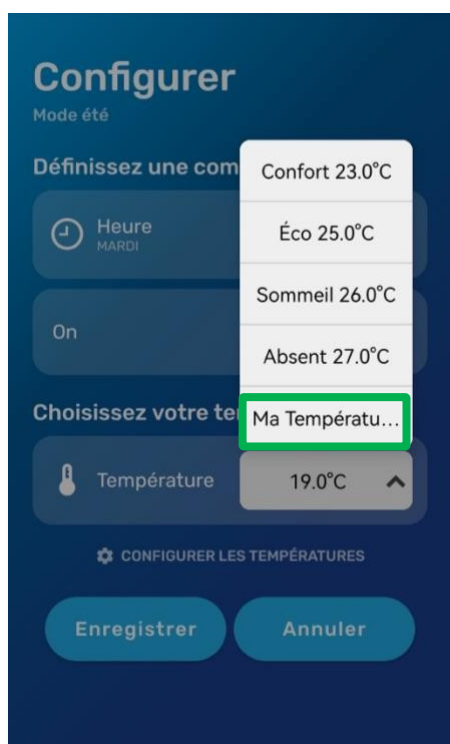 Configurer
Mode été
Définissez une com
Confort 23.0°C
Heure
MARDI
Éco 25.0°C
Sommeil 26.0°C
On
Absent 27.0°C
Choisissez votre te
Ma Températu...
Température
19.0°C
CONFIGURER LES TEMPÉRATURES
Enregistrer
Annuler